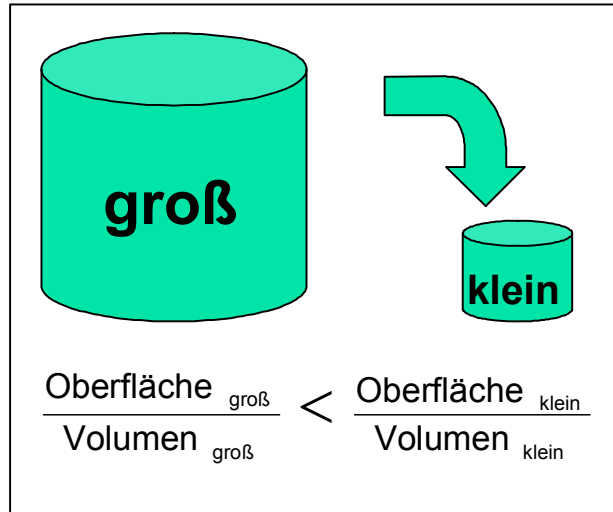 groß
klein
Oberfläche groß < Oberfläche klein
Volumen groß Volumen klein